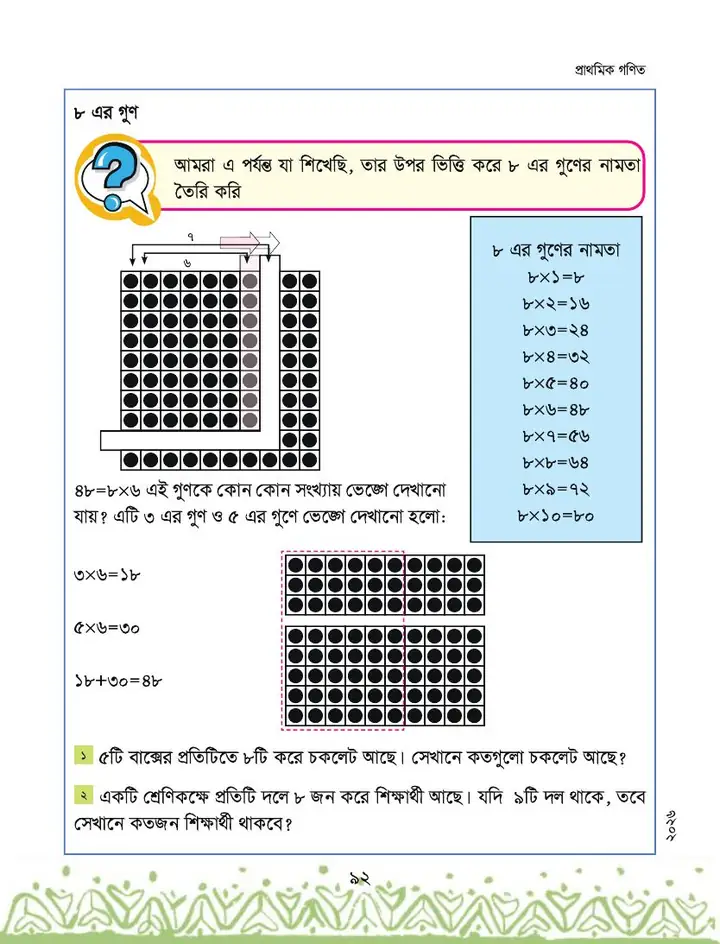 প্রাথমিক গণিত
৮ এর গুণ
?
আমরা এ পর্যন্ত যা শিখেছি, তার উপর ভিত্তি করে ৮ এর গুণের নামতা
তৈরি করি
৭
৬
৮ এর গুণের নামতা
৮×১=৮
৮×২=১৬
৮×৩=২৪
৮×৪=৩২
৮×৫=৪০
৮×৬=৪৮
৮×৭=৫৬
৮×৮=৬৪
৮×৯=৭২
৮×১০=৮০
৪৮=৮×৬ এই গুণকে কোন কোন সংখ্যায় ভেঙ্গে দেখানো
যায়? এটি ৩ এর গুণ ও ৫ এর গুণে ভেঙ্গে দেখানো হলো:
৩×৬=১৮
৫×৬=৩০
১৮+৩০=৪৮
১ ৫টি বাক্সের প্রতিটিতে ৮টি করে চকলেট আছে। সেখানে কতগুলো চকলেট আছে?
২ একটি শ্রেণিকক্ষে প্রতিটি দলে ৮ জন করে শিক্ষার্থী আছে। যদি ৯টি দল থাকে, তবে
সেখানে কতজন শিক্ষার্থী থাকবে?
২০২৬
৯২